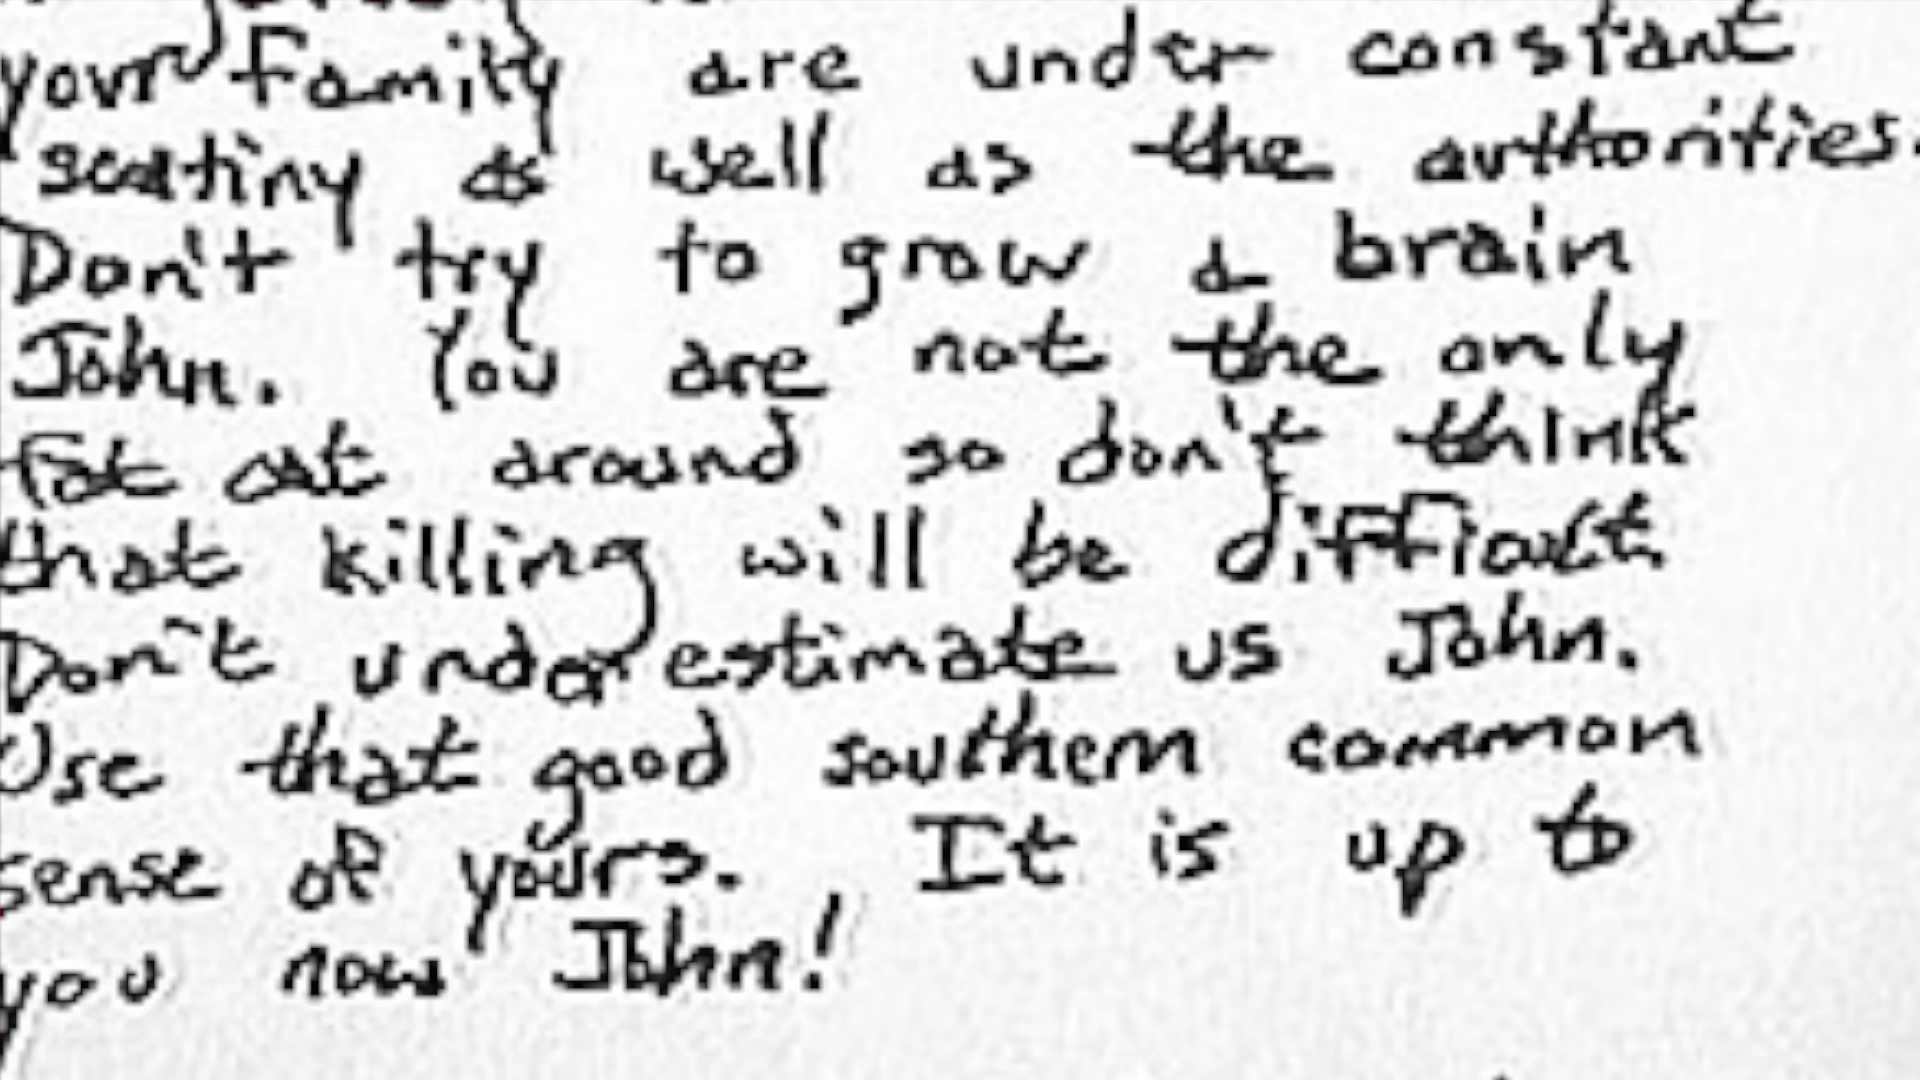 your family are under constant
scrutiny as well as the authorities.
Don't try to grow a brain
John. You are not the only
fat cat around so don't think
that killing will be difficult
Don't underestimate us John.
Use that good southern common
sense of yours. It is up to
you now John!